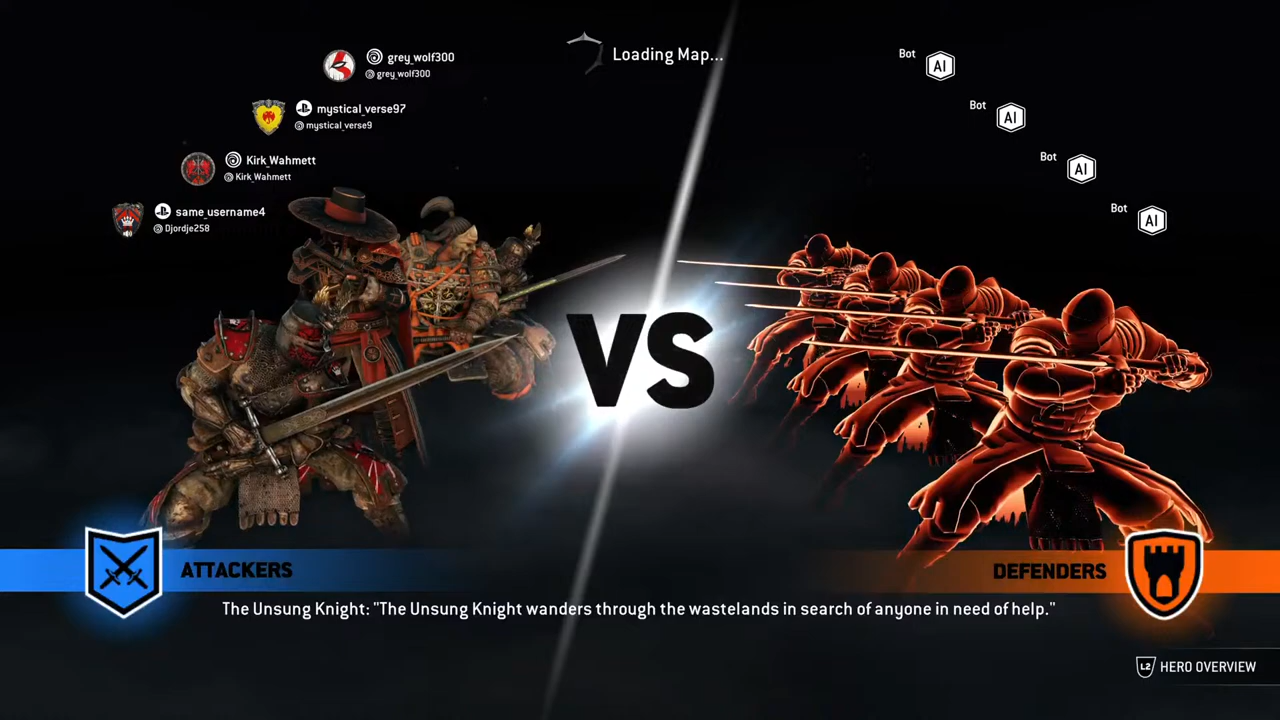 grey_wolf300
grey_wolf300
mystical_verse97
mystical_verse9
Kirk_Wahmett
Kirk_Wahmett
same_username4
Djordje258
Loading Map...
Bot
AI
Bot
AI
Bot
AI
Bot
AI
VS
ATTACKERS
DEFENDERS
The Unsung Knight: "The Unsung Knight wanders through the wastelands in search of anyone in need of help."
L2 HERO OVERVIEW